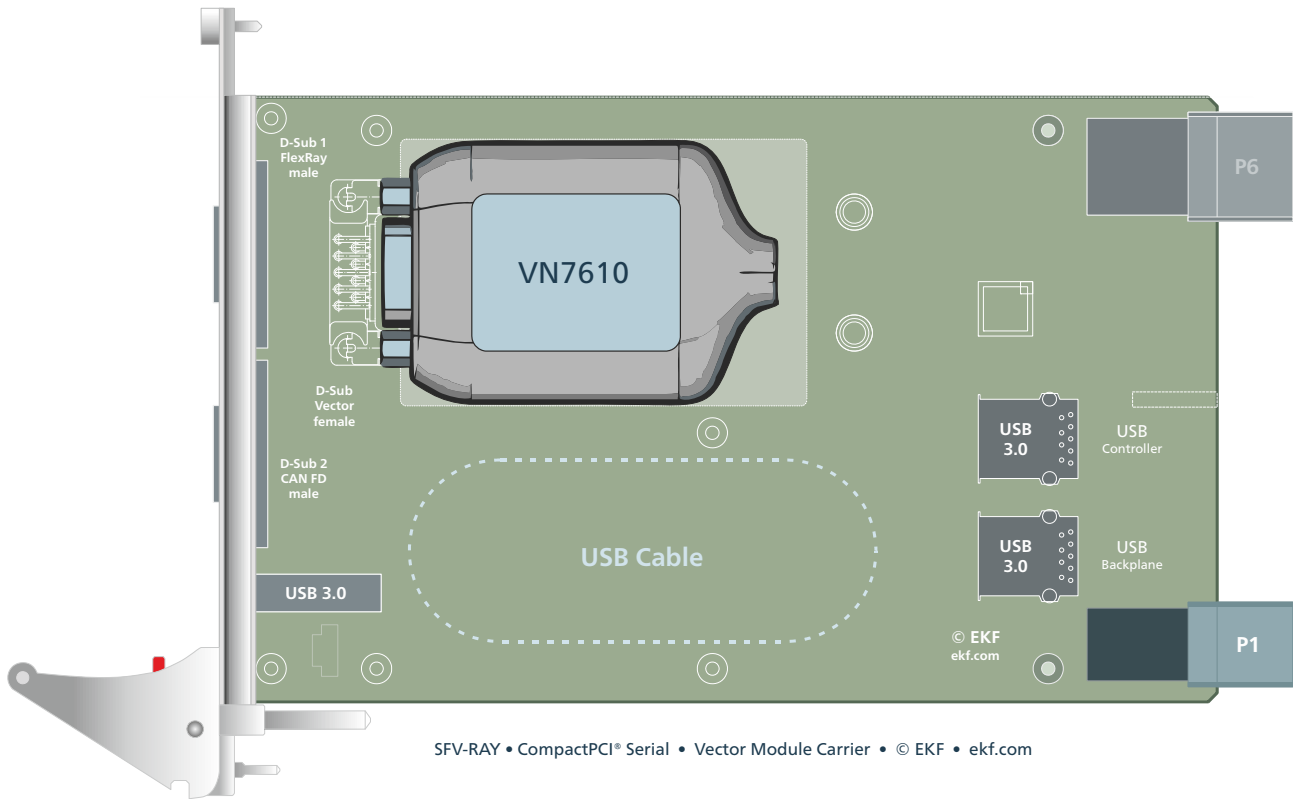 D-Sub 1
FlexRay
male
P6
VN7610
D-Sub
Vector
female
USB
3.0
USB
Controller
D-Sub 2
CAN FD
male
USB Cable
USB
3.0
USB
Backplane
USB 3.0
© EKF
ekf.com
P1
SFV-RAY • CompactPCI® Serial • Vector Module Carrier • © EKF • ekf.com